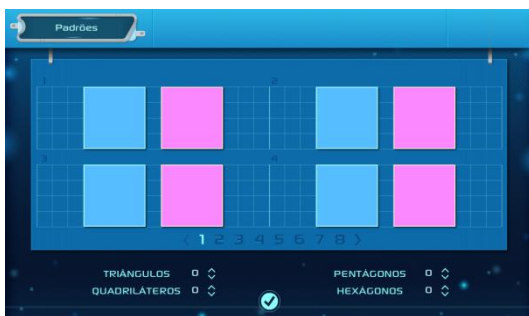 Padrões
1 2
3 4
⟨ 1 2 3 4 5 6 7 8 ⟩
TRIÂNGULOS 0 PENTÁGONOS 0
QUADRILÁTEROS 0 HEXÁGONOS 0